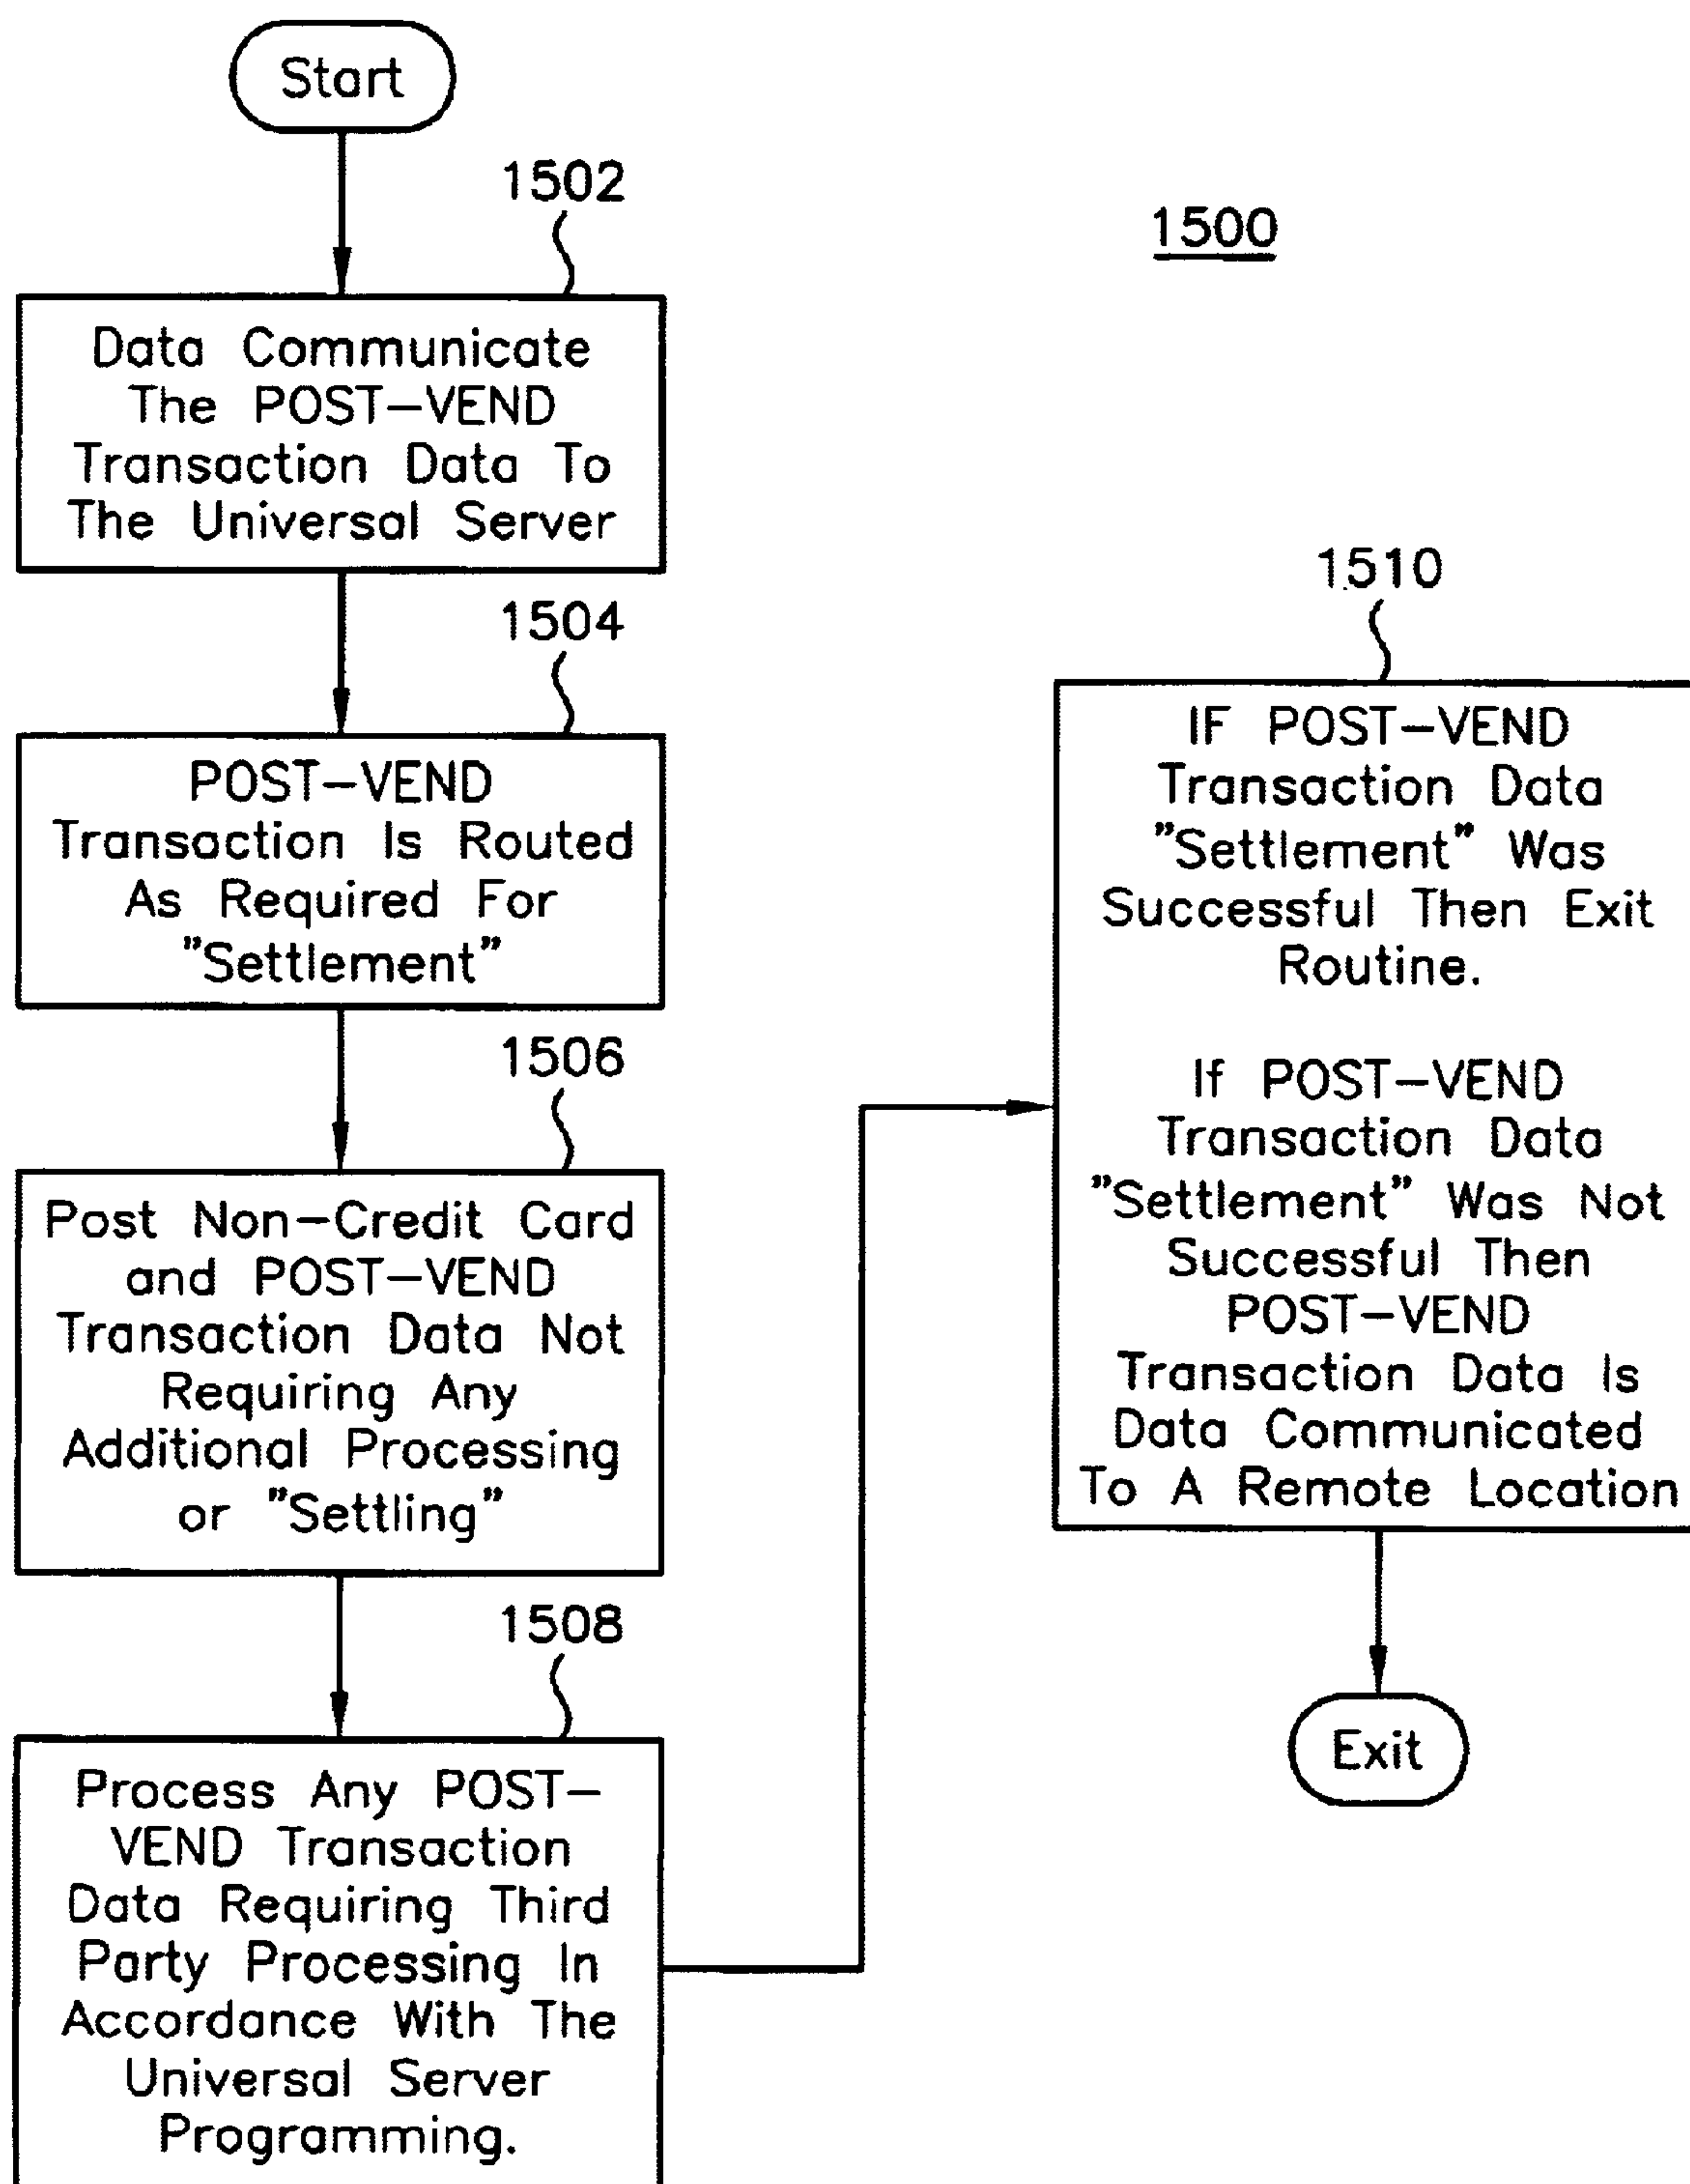 Start
1502
1500
Data Communicate
The POST-VEND
Transaction Data To
The Universal Server
1504
POST-VEND
Transaction Is Routed
As Required For
"Settlement"
1506
Post Non-Credit Card
and POST-VEND
Transaction Data Not
Requiring Any
Additional Processing
or "Settling"
1508
Process Any POST-
VEND Transaction
Data Requiring Third
Party Processing In
Accordance With The
Universal Server
Programming.
1510
IF POST-VEND
Transaction Data
"Settlement" Was
Successful Then Exit
Routine.
If POST-VEND
Transaction Data
"Settlement" Was Not
Successful Then
POST-VEND
Transaction Data Is
Data Communicated
To A Remote Location
Exit